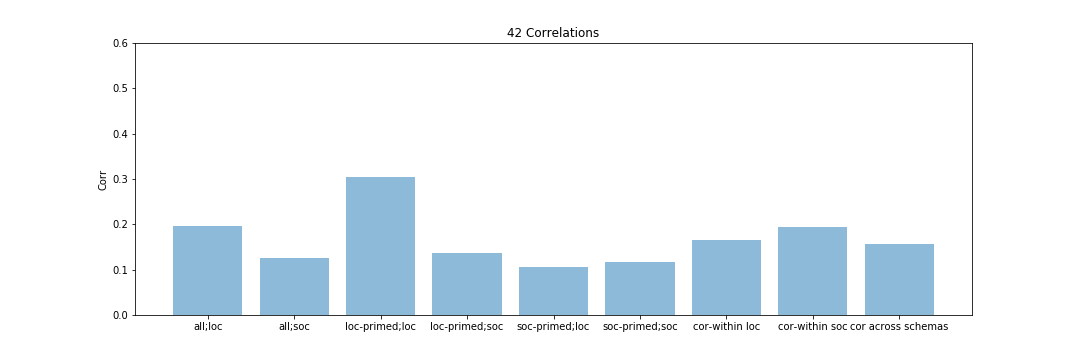 42 Correlations
0.6
0.5
0.4
0.3
0.2
0.1
0.0
Corr
all;loc
all;soc
loc-primed;loc
loc-primed;soc
soc-primed;loc
soc-primed;soc
cor-within loc
cor-within soc
cor across schemas